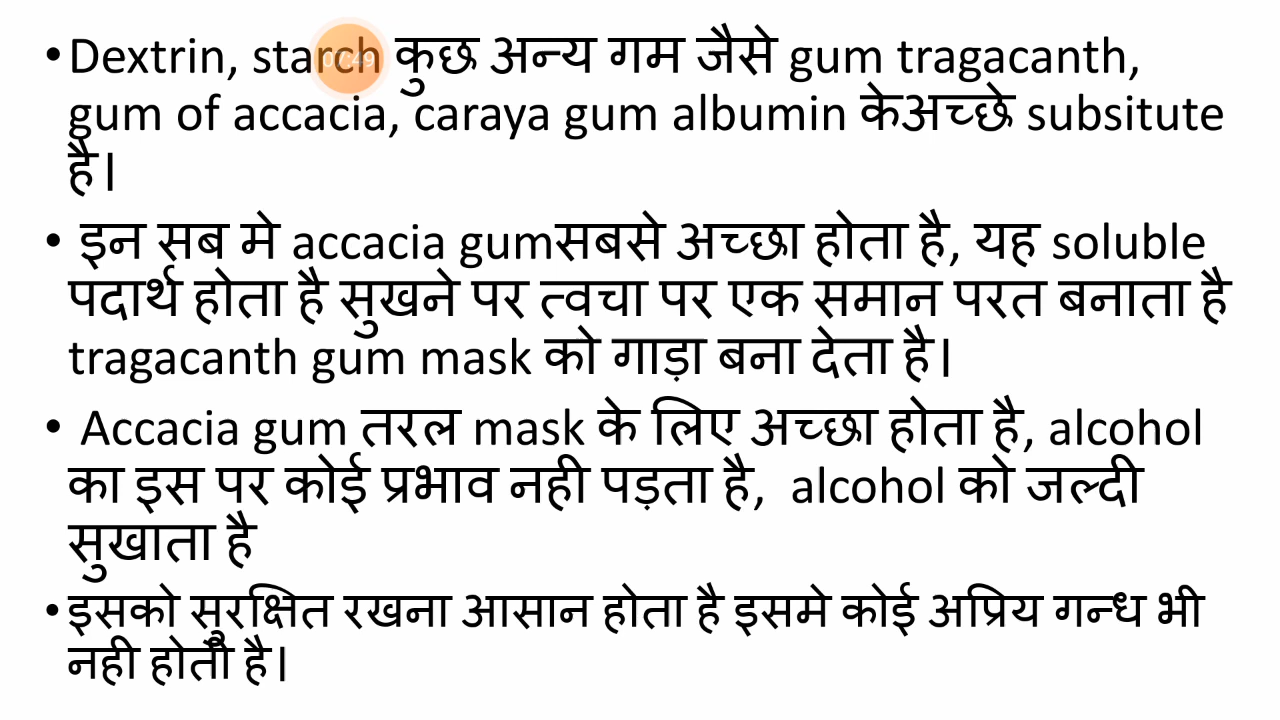 •Dextrin, starch कुछ अन्य गम जैसे gum tragacanth,
gum of accacia, caraya gum albumin केअच्छे subsitute
है।
• इन सब मे accacia gumसबसे अच्छा होता है, यह soluble
पदार्थ होता है सुखने पर त्वचा पर एक समान परत बनाता है
tragacanth gum mask को गाड़ा बना देता है।
• Accacia gum तरल mask के लिए अच्छा होता है, alcohol
का इस पर कोई प्रभाव नही पड़ता है, alcohol को जल्दी
सुखाता है
•इसको सुरक्षित रखना आसान होता है इसमे कोई अप्रिय गन्ध भी
नही होती है।